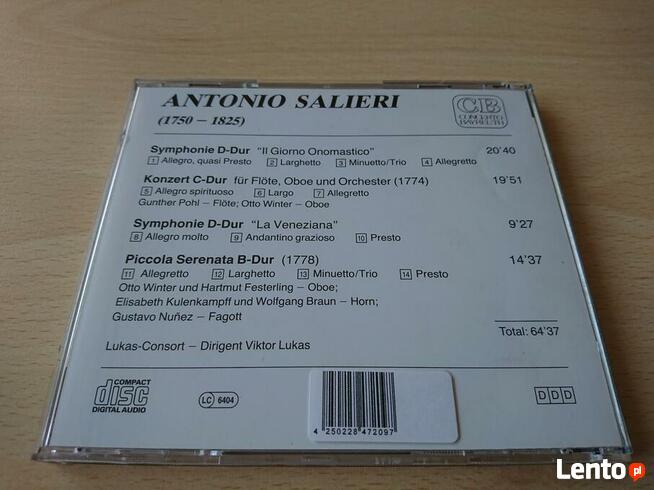 ANTONIO SALIERI
(1750 – 1825)
CB
CONCERTO
BAYREUTH
Symphonie D-Dur "Il Giorno Onomastico" 20'40
1 Allegro, quasi Presto 2 Larghetto 3 Minuetto/Trio 4 Allegretto
Konzert C-Dur für Flöte, Oboe und Orchester (1774) 19'51
5 Allegro spirituoso 6 Largo 7 Allegretto
Gunther Pohl – Flöte; Otto Winter – Oboe
Symphonie D-Dur "La Veneziana" 9'27
8 Allegro molto 9 Andantino grazioso 10 Presto
Piccola Serenata B-Dur (1778) 14'37
11 Allegretto 12 Larghetto 13 Minuetto/Trio 14 Presto
Otto Winter und Hartmut Festerling – Oboe;
Elisabeth Kulenkampff und Wolfgang Braun – Horn;
Gustavo Nuñez – Fagott
Total: 64'37
Lukas-Consort – Dirigent Viktor Lukas
COMPACT
disc
DIGITAL AUDIO
LC 6404
4 250228 472097
DDD
Lento.pl